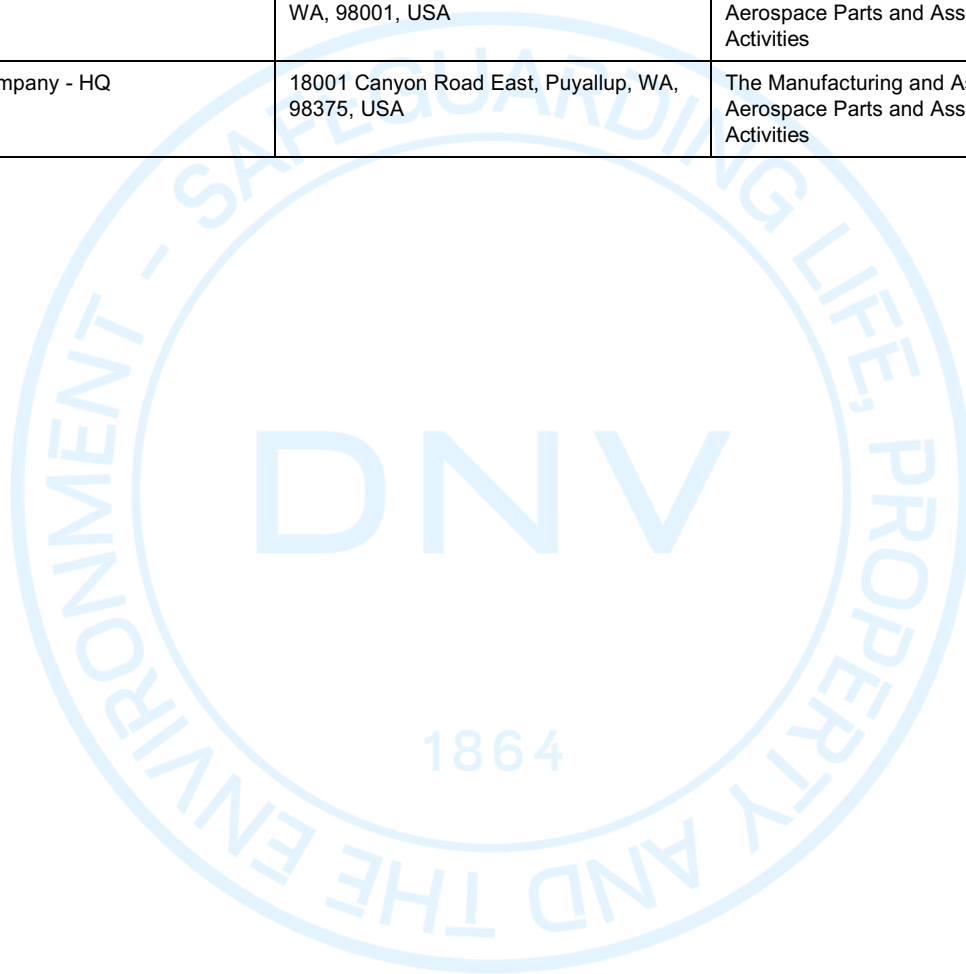 WA, 98001, USA
Aerospace Parts and Ass
Activities
mpany - HQ
18001 Canyon Road East, Puyallup, WA,
98375, USA
The Manufacturing and As
Aerospace Parts and Ass
Activities
SAFEGUARDING LIFE, PROPERTY AND THE ENVIRONMENT -
DNV
1864